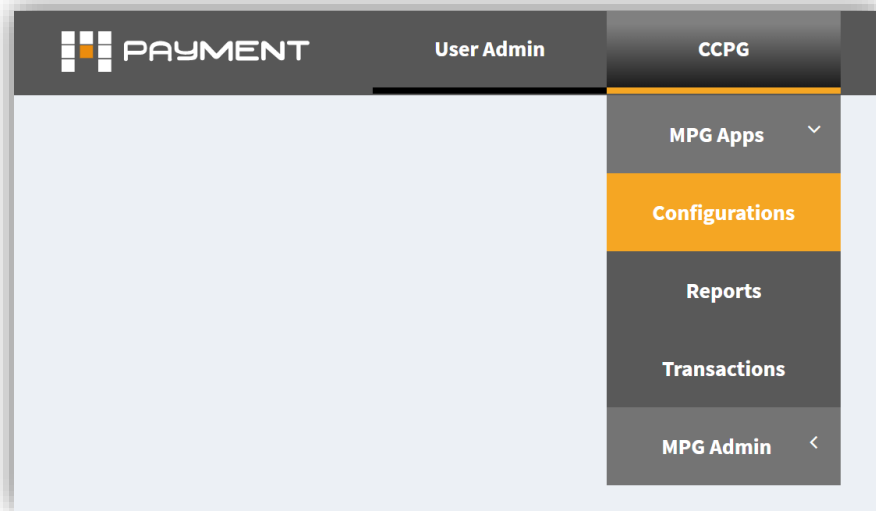 PAYMENT
User Admin
CCPG
MPG Apps
Configurations
Reports
Transactions
MPG Admin